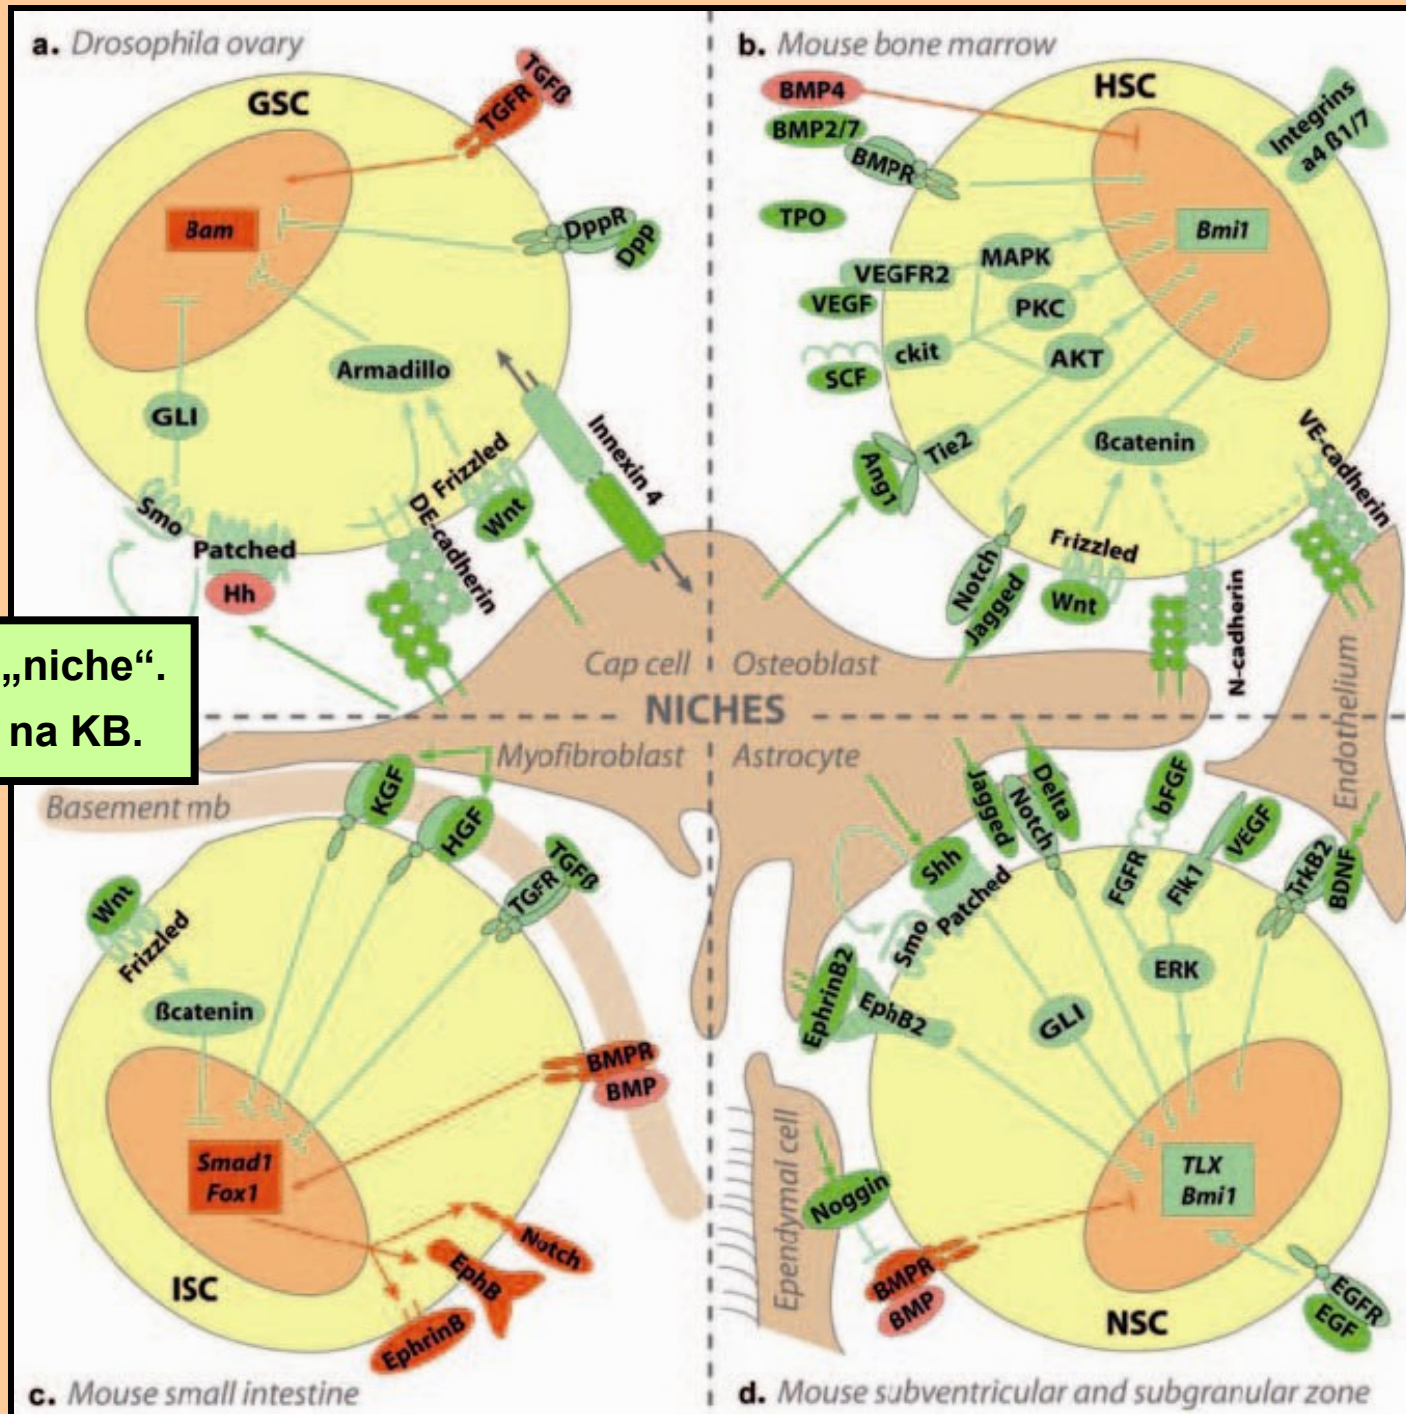 a. Drosophila ovary
GSC
TGFß
TGFR
Bam
DppR
Dpp
Armadillo
GLI
Smo
Patched
Hh
DE-cadherin
Frizzled
Wnt
Innexin 4
Cap cell
b. Mouse bone marrow
HSC
BMP4
BMP2/7
BMPR
Integrins
a4 ß1/7
TPO
Bmi1
VEGFR2
VEGF
MAPK
PKC
AKT
ckit
SCF
Ang1
Tie2
ßcatenin
VE-cadherin
Notch
Jagged
Frizzled
Wnt
N-cadherin
Osteoblast
Endothelium
„niche“.
na KB.
NICHES
Myofibroblast
Basement mb
KGF
HGF
TGFß
TGFR
Wnt
Frizzled
ßcatenin
BMPR
BMP
Smad1
Fox1
Notch
EphB
EphrinB
ISC
c. Mouse small intestine
Astrocyte
Jagged
Notch
Delta
bFGF
FGFR
VEGF
Flk1
TrkB2
BDNF
Shh
Patched
Smo
EphrinB2
EphB2
GLI
ERK
Ependymal cell
Noggin
TLX
Bmi1
BMPR
BMP
EGFR
EGF
NSC
d. Mouse subventricular and subgranular zone